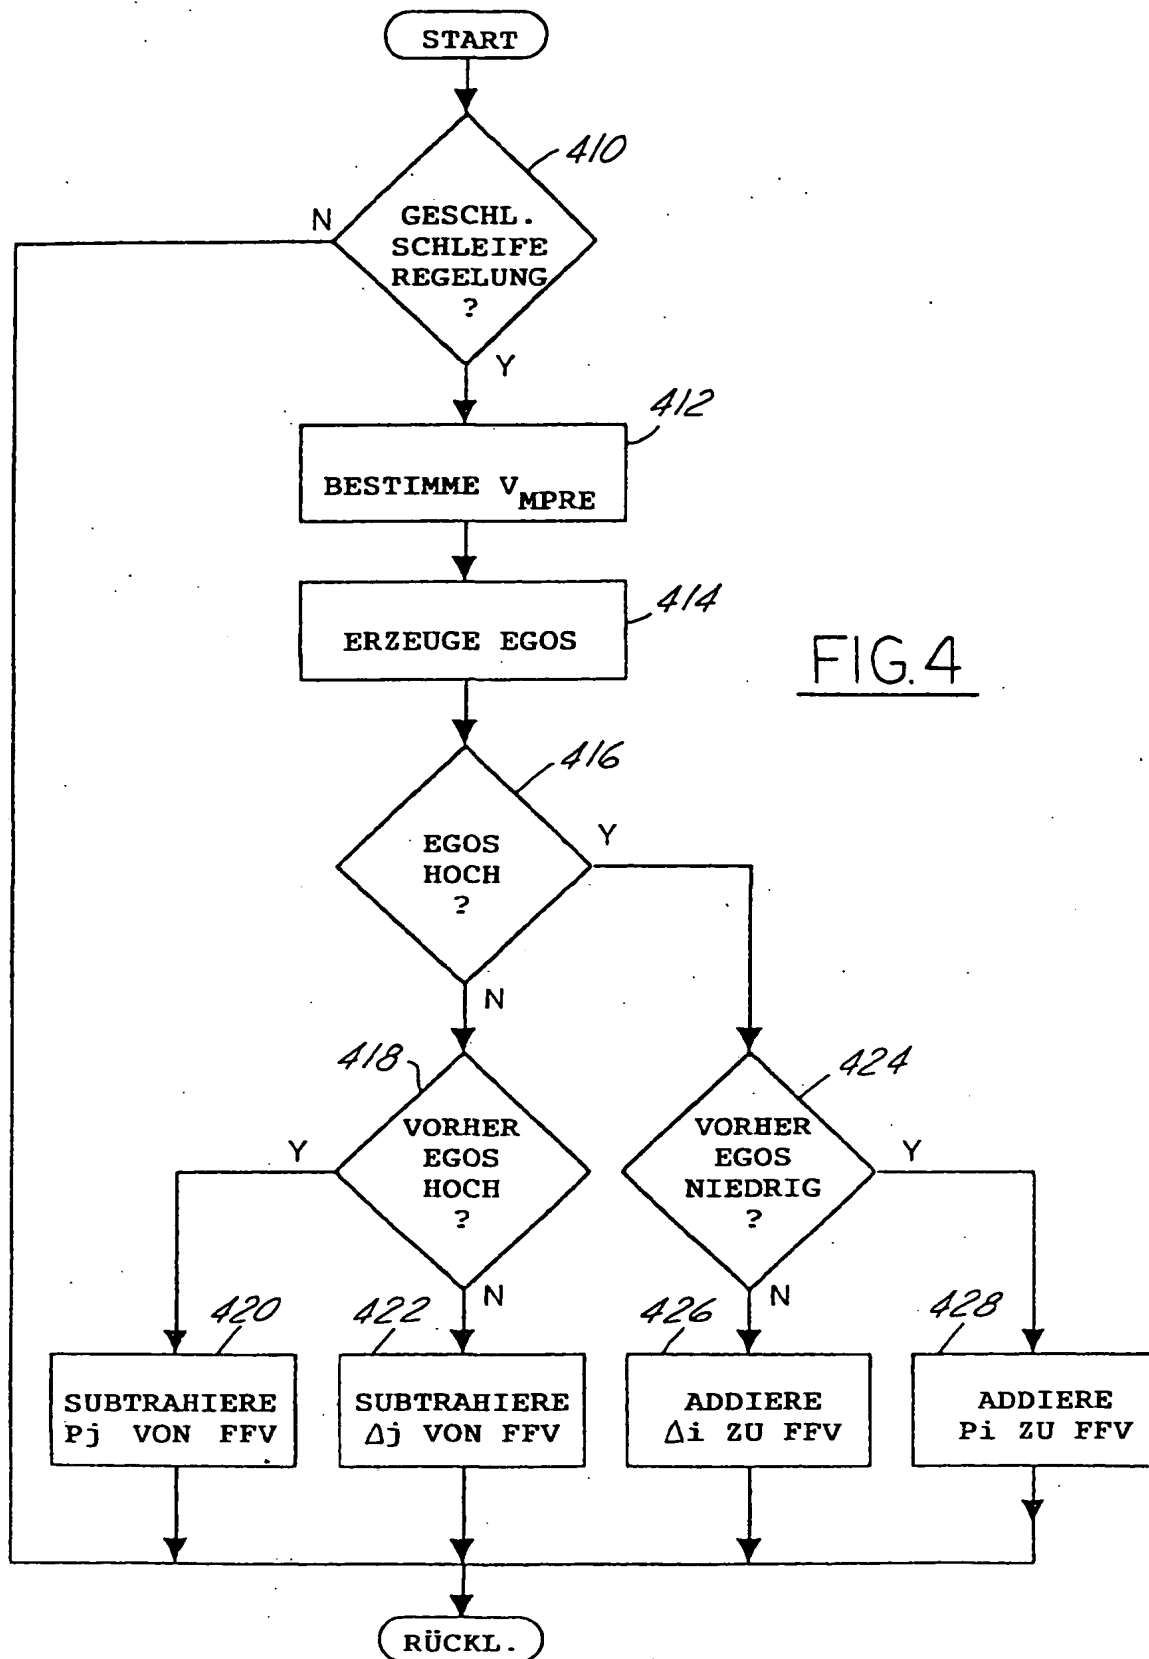 START
410
N
GESCHL.
SCHLEIFE
REGELUNG
?
Y
412
BESTIMME V_MPRE
414
ERZEUGE EGOS
FIG. 4
416
EGOS
HOCH
?
Y
N
418
VORHER
EGOS
HOCH
?
Y
N
424
VORHER
EGOS
NIEDRIG
?
Y
N
420
SUBTRAHIERE
Pj VON FFV
422
SUBTRAHIERE
Δj VON FFV
426
ADDIERE
Δi ZU FFV
428
ADDIERE
Pi ZU FFV
RÜCKL.